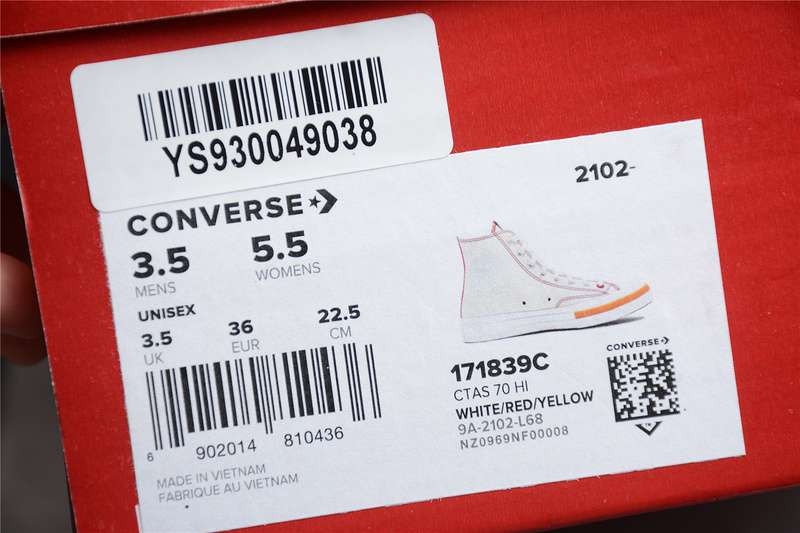 YS930049038
CONVERSE
2102-
3.5 5.5
MENS WOMENS
UNISEX
3.5 36 22.5
UK EUR CM
6 902014 810436
MADE IN VIETNAM
FABRIQUE AU VIETNAM
171839C
CTAS 70 HI
WHITE/RED/YELLOW
9A-2102-L68
NZ0969NF00008
CONVERSE